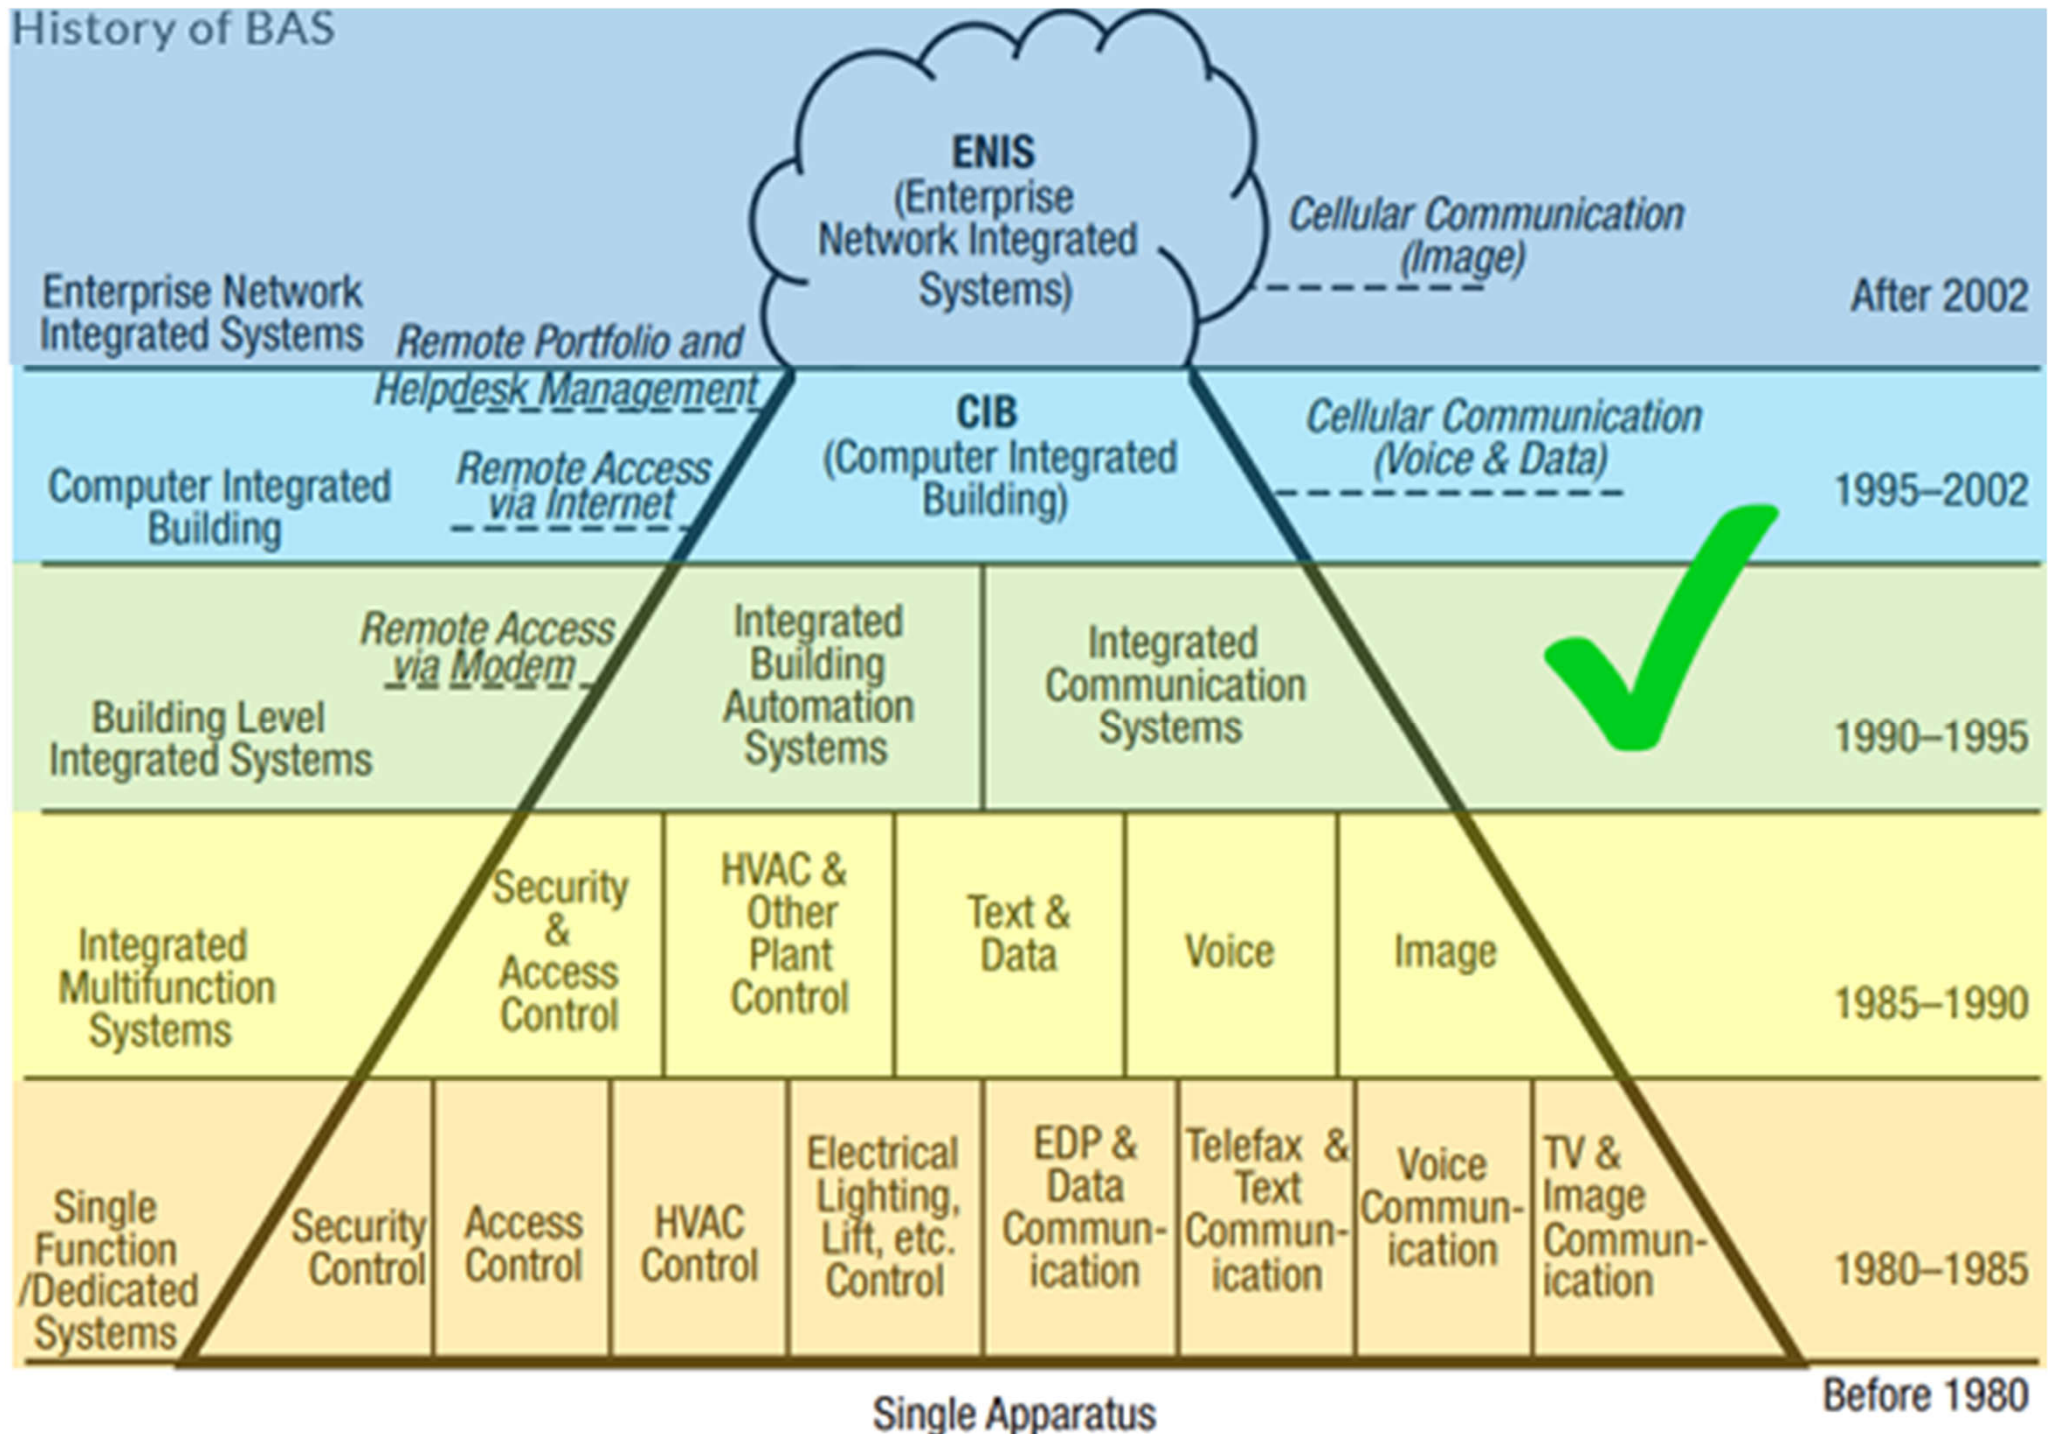 History of BAS
ENIS
(Enterprise
Network Integrated
Systems)
Cellular Communication
(Image)
After 2002
Enterprise Network
Integrated Systems
Remote Portfolio and
Helpdesk Management
CIB
(Computer Integrated
Building)
Cellular Communication
(Voice & Data)
1995–2002
Computer Integrated
Building
Remote Access
via Internet
Remote Access
via Modem
Integrated
Building
Automation
Systems
Integrated
Communication
Systems
Building Level
Integrated Systems
1990–1995
Integrated
Multifunction
Systems
Security
&
Access
Control
HVAC &
Other
Plant
Control
Text &
Data
Voice
Image
1985–1990
Single
Function
/Dedicated
Systems
Security
Control
Access
Control
HVAC
Control
Electrical
Lighting,
Lift, etc.
Control
EDP &
Data
Commun-
ication
Telefax &
Text
Commun-
ication
Voice
Commun-
ication
TV &
Image
Commun-
ication
1980–1985
Single Apparatus
Before 1980